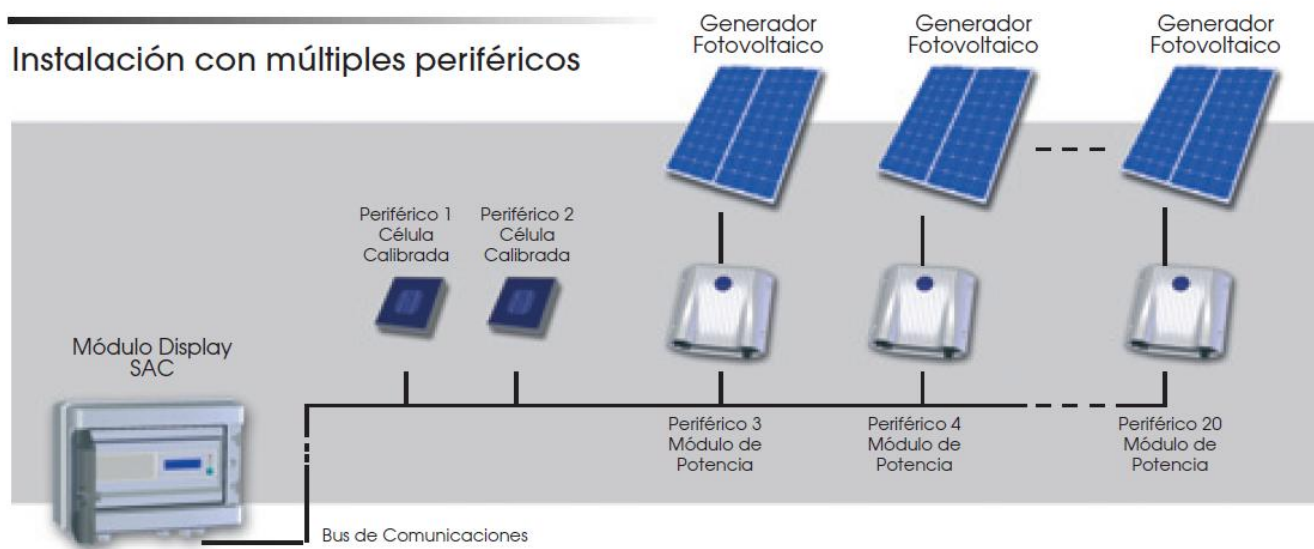 Instalación con múltiples periféricos
Generador
Fotovoltaico
Generador
Fotovoltaico
Generador
Fotovoltaico
Periférico 1
Célula
Calibrada
Periférico 2
Célula
Calibrada
Módulo Display
SAC
Periférico 3
Módulo de
Potencia
Periférico 4
Módulo de
Potencia
Periférico 20
Módulo de
Potencia
Bus de Comunicaciones